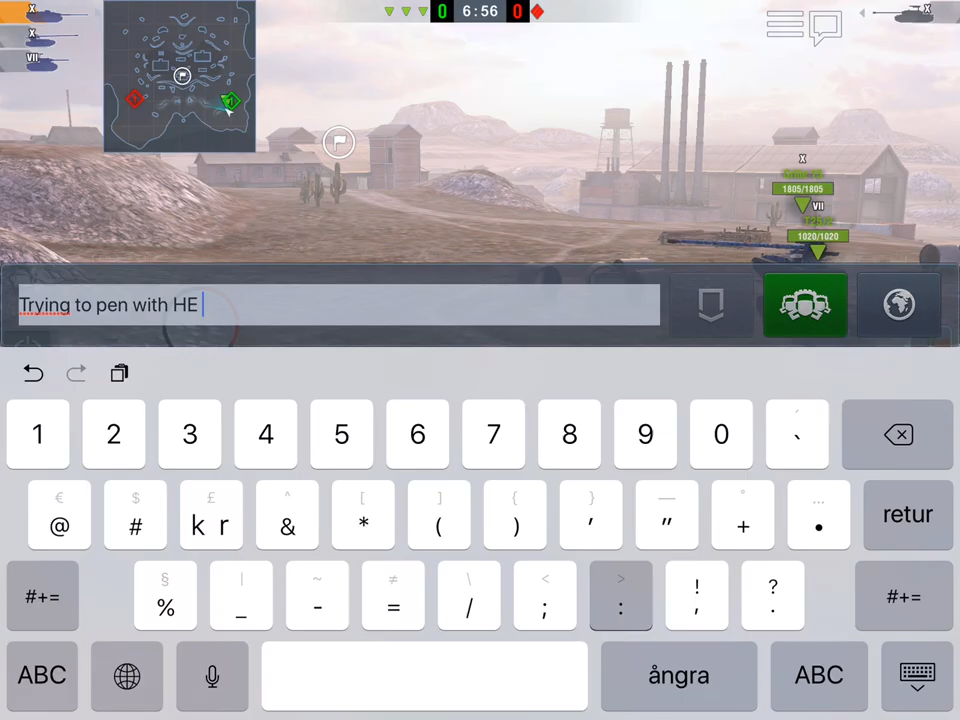 X
X
VII
0 6:56 0
X
X
1805/1805
VII
1020/1020
Trying to pen with HE
1 2 3 4 5 6 7 8 9 0 ´ `
€ $ £ ^ [ ] { } — ° …
@ # k r & * ( ) ' " + •
retur
§ | ~ ≠ \ < > ! ?
#+= % _ - = / ; : , . #+=
ABC ångra ABC